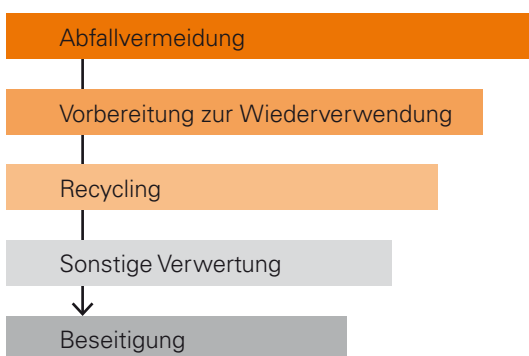 Abfallvermeidung
Vorbereitung zur Wiederverwendung
Recycling
Sonstige Verwertung
Beseitigung